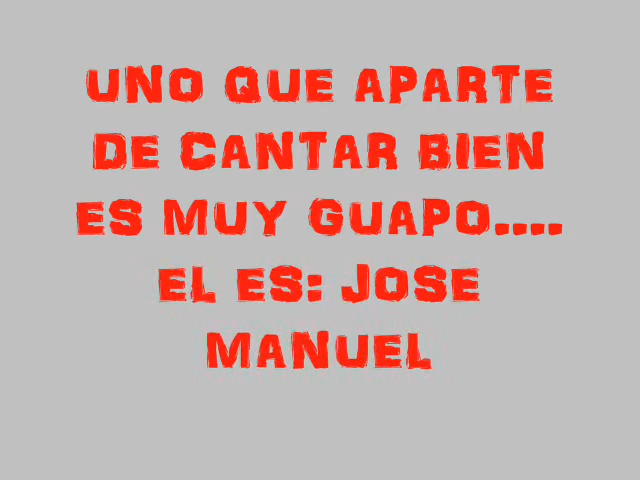 UNO QUE APARTE
DE CANTAR BIEN
ES MUY GUAPO....
EL ES: JOSE
MANUEL